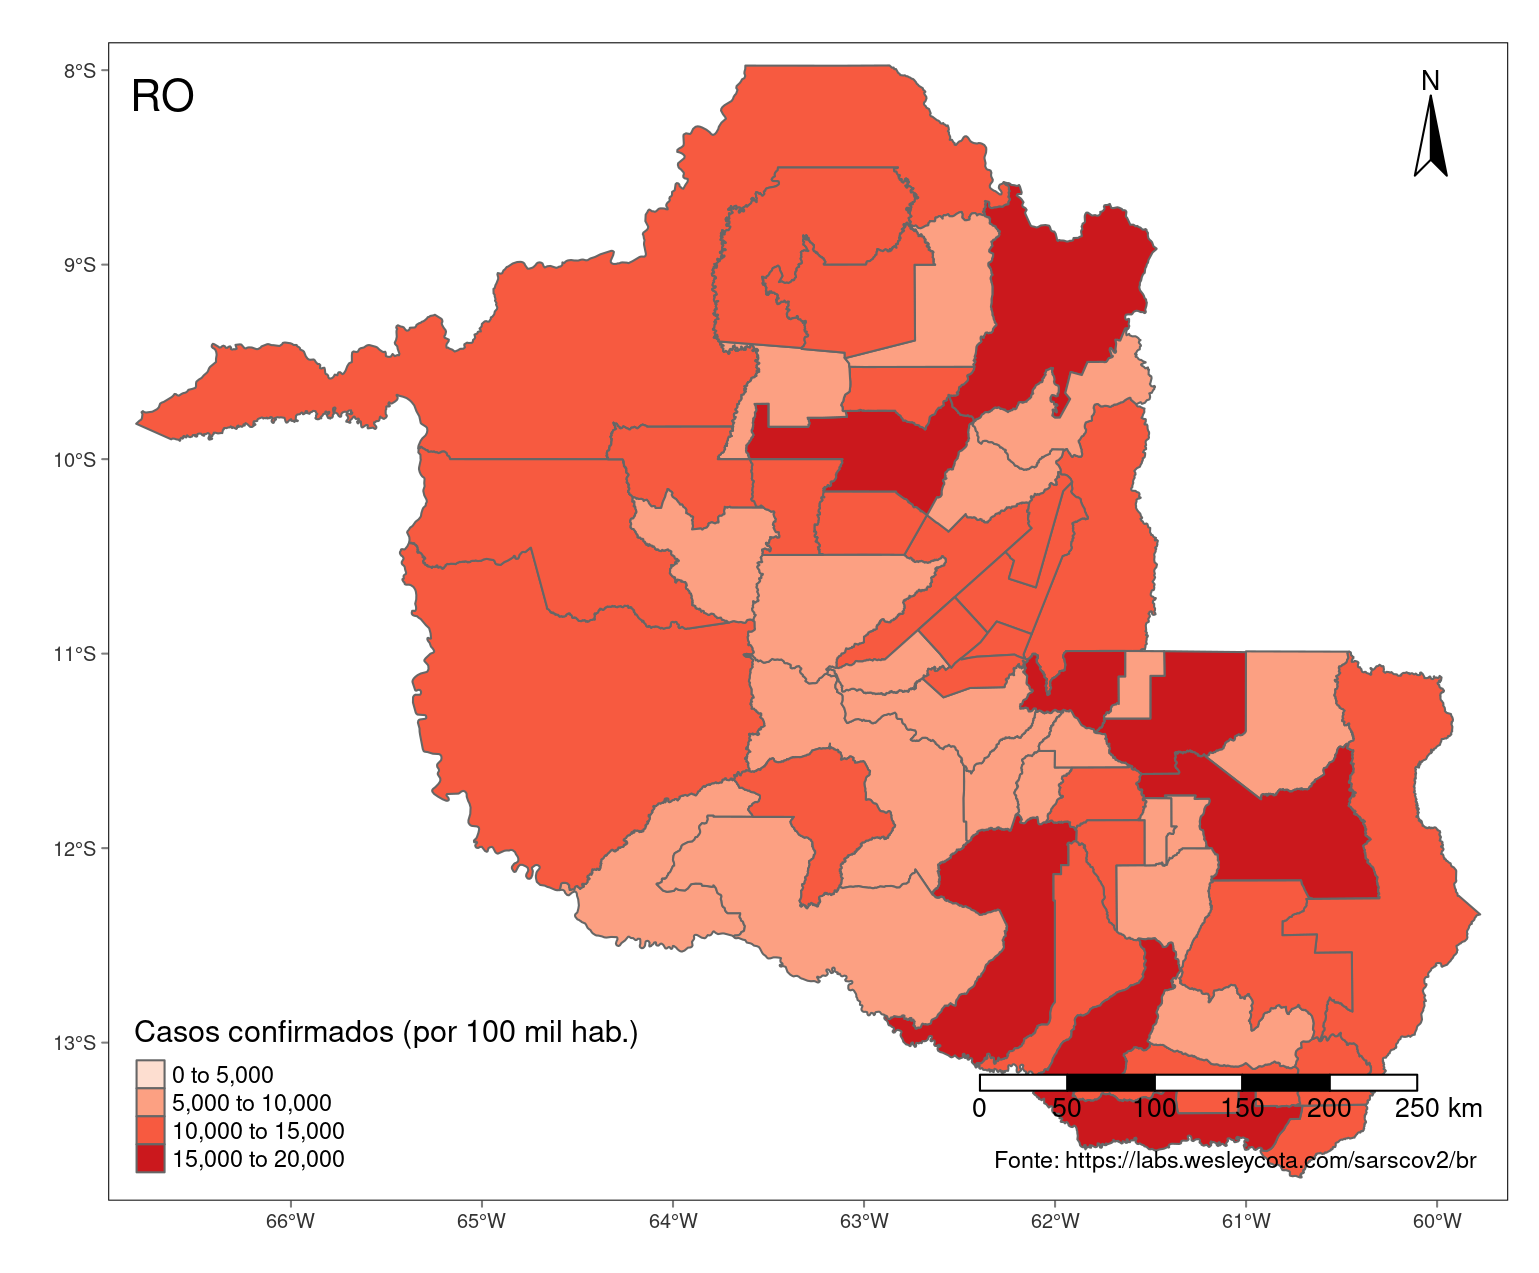 RO
N
8°S
9°S
10°S
11°S
12°S
13°S
Casos confirmados (por 100 mil hab.)
0 to 5,000
5,000 to 10,000
10,000 to 15,000
15,000 to 20,000
0 50 100 150 200 250 km
Fonte: https://labs.wesleycota.com/sarscov2/br
66°W 65°W 64°W 63°W 62°W 61°W 60°W